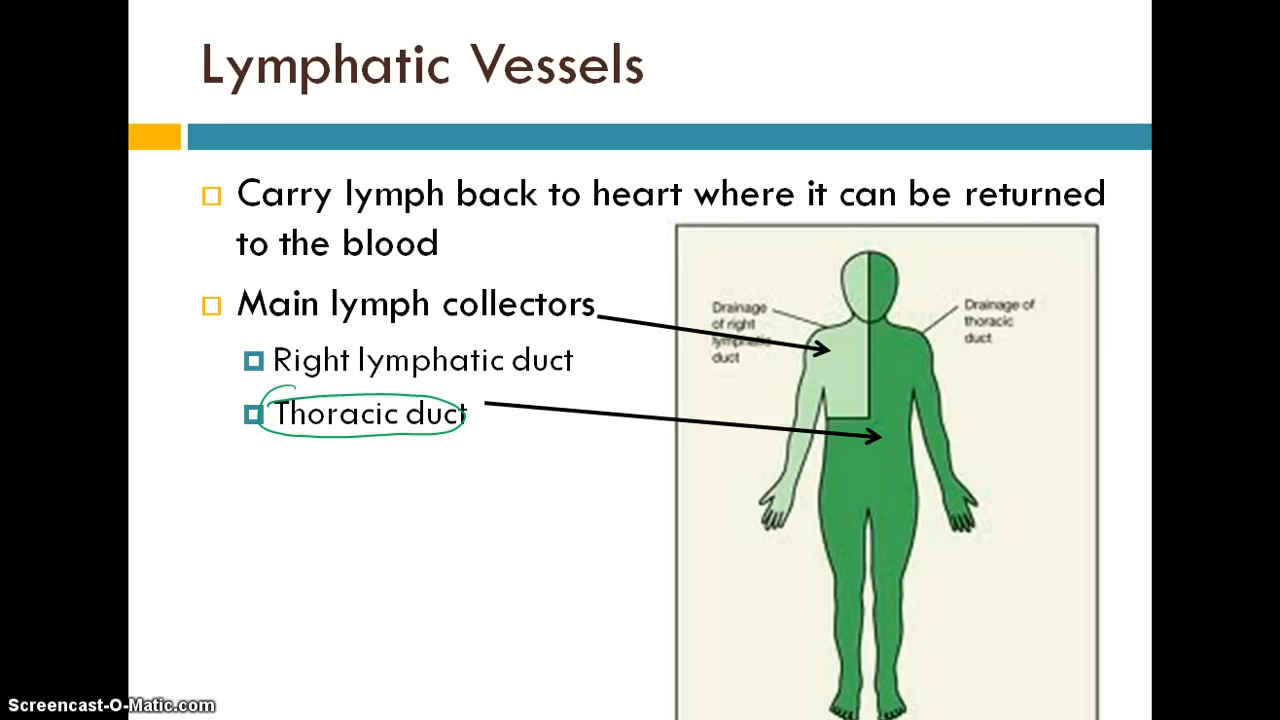 Lymphatic Vessels
Carry lymph back to heart where it can be returned
to the blood
Main lymph collectors
Right lymphatic duct
Thoracic duct
Drainage
of right
lymphatic
duct
Drainage of
thoracic
duct
Screencast-O-Matic.com